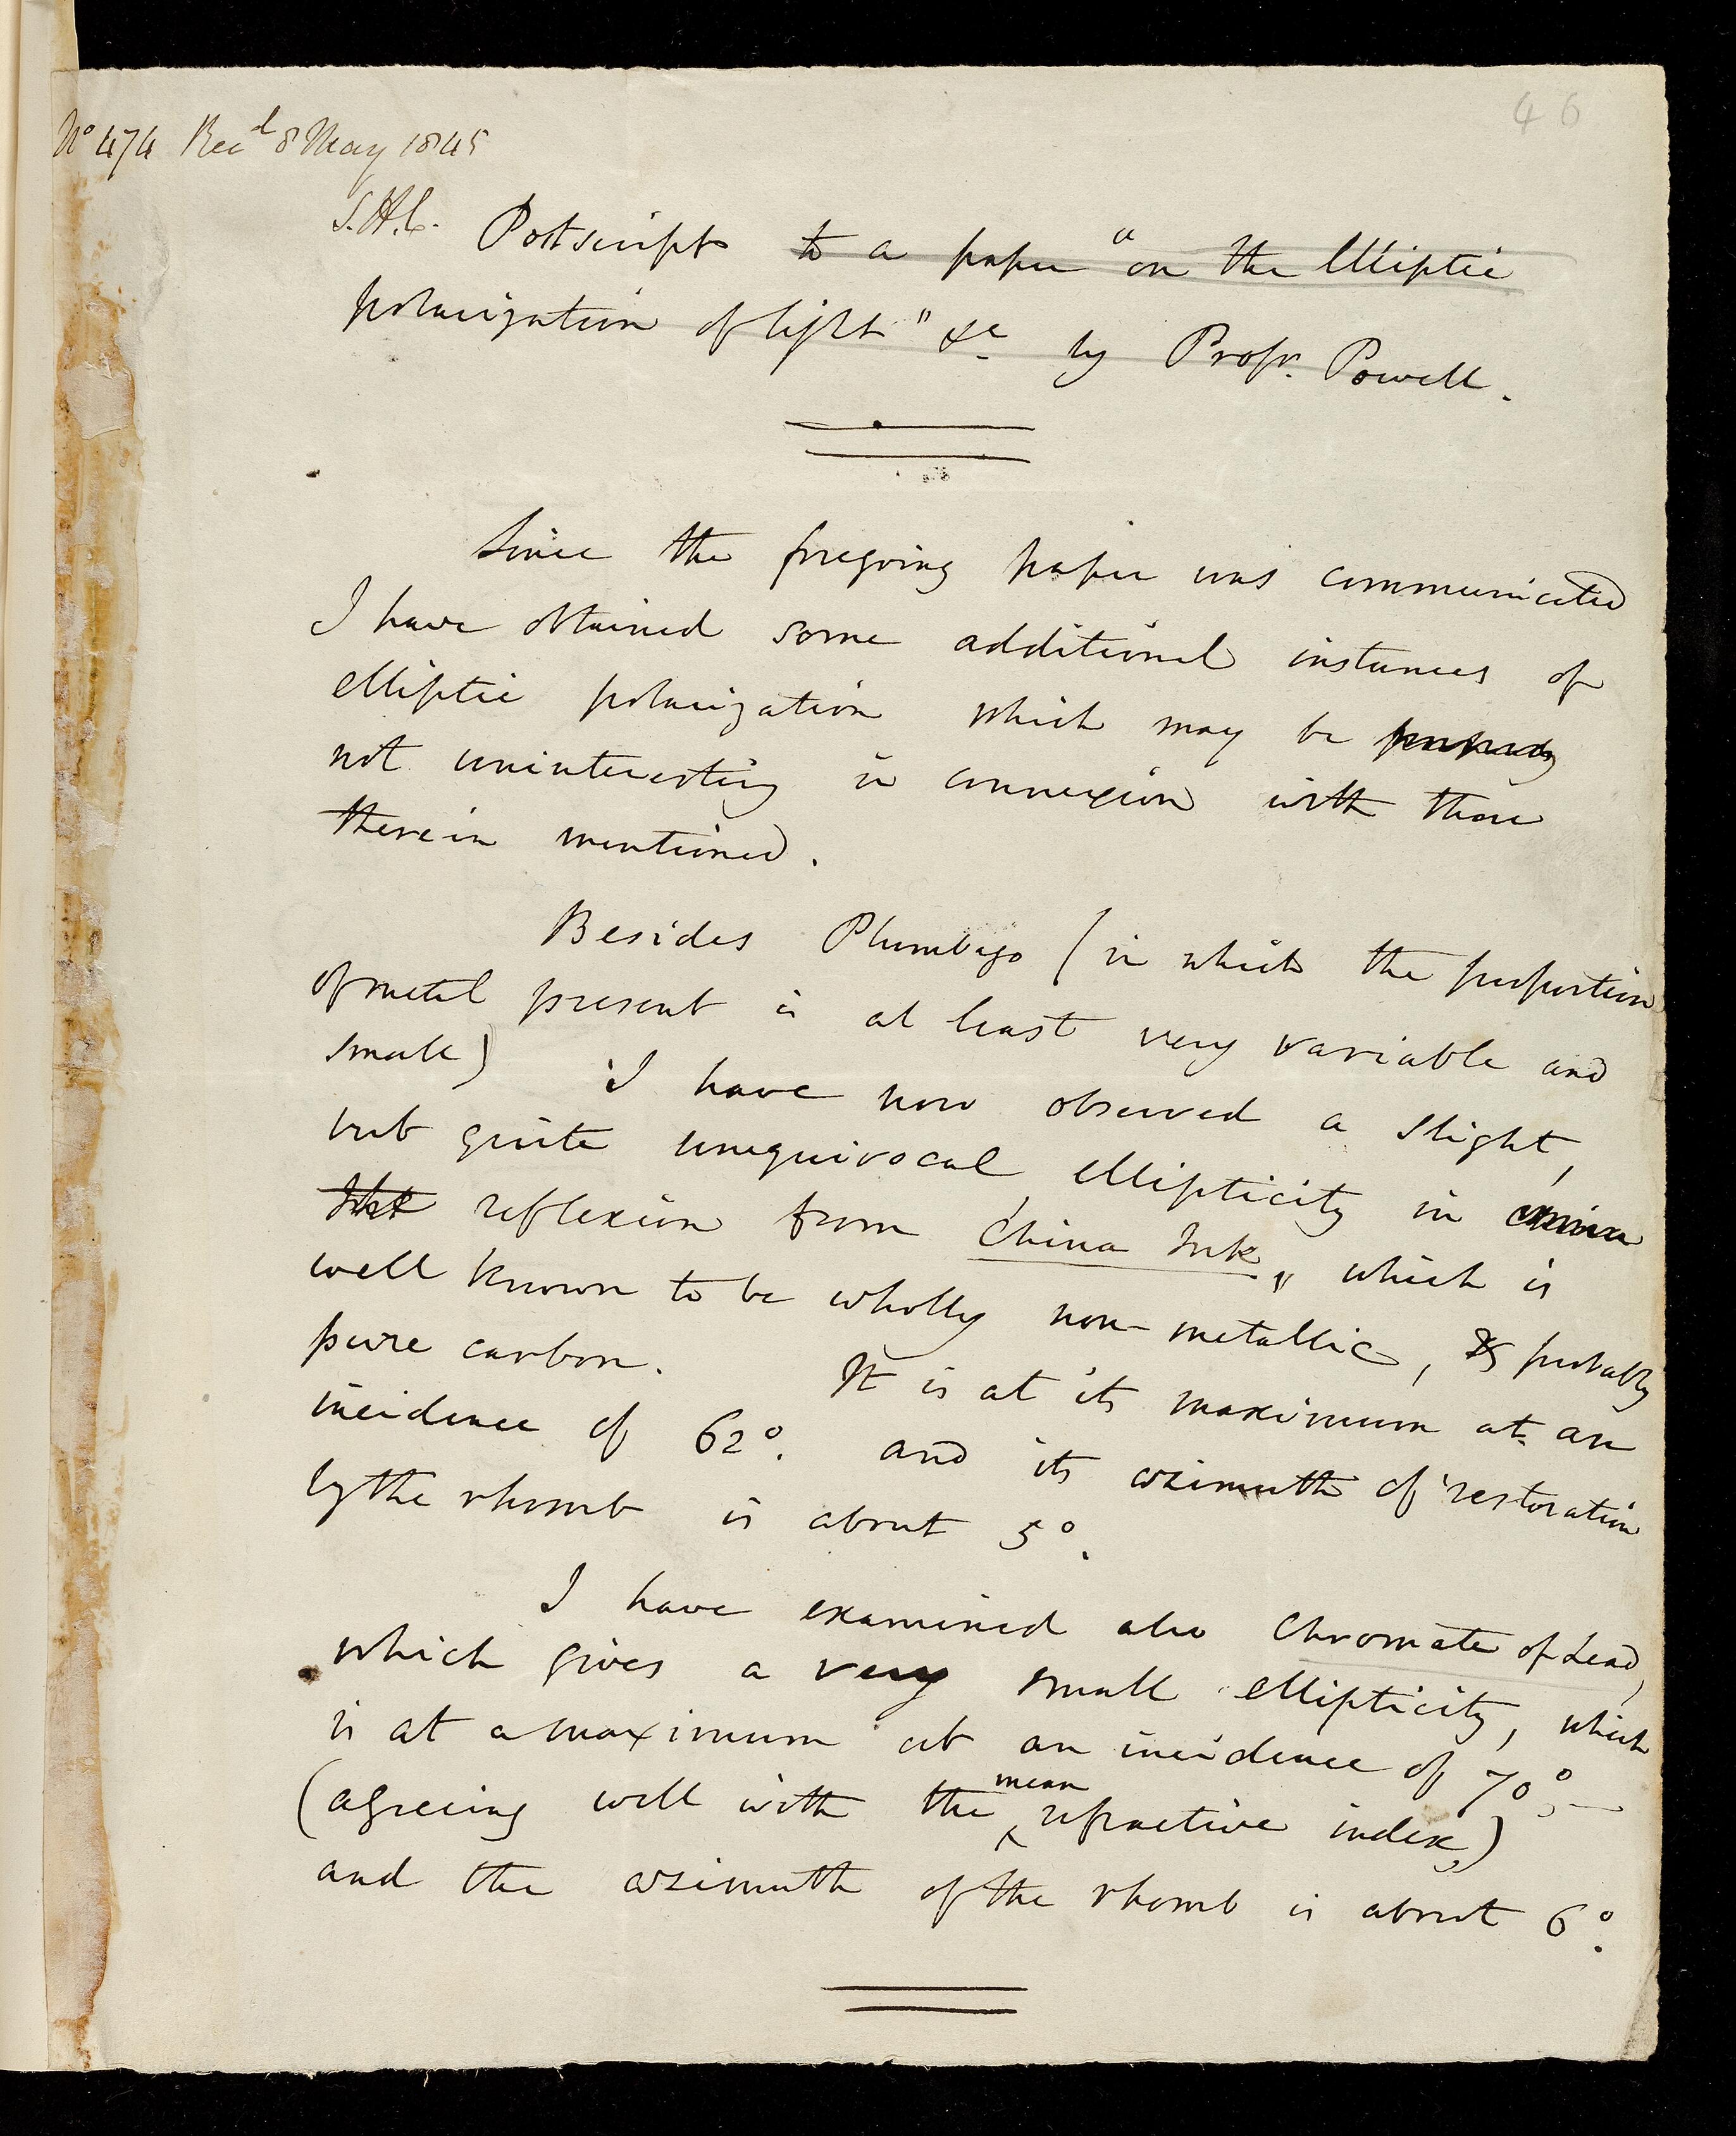 46
No 474 Recd 8 May 1845
S.H.C.
Postscript to a paper "on the Elliptic
polarization of light" &c by Profr. Powell.
Since the foregoing paper was communicated
I have obtained some additional instances of
elliptic polarization which may be
not uninteresting in connexion with those
therein mentioned.
Besides Plumbago (in which the proportion
of metal present is at least very variable and
small) I have now observed a slight,
but quite unequivocal, ellipticity in
reflexion from China Ink, which is
well known to be wholly non-metallic, & probably
pure carbon. It is at its maximum at an
incidence of 62°. and its azimuth of restoration
by the rhomb is about 5°.
I have examined also Chromate of Lead,
which gives a very small ellipticity, which
is at a maximum at an incidence of 70°
(agreeing well with the mean refractive index,)
and the azimuth of the rhomb is about 6°.